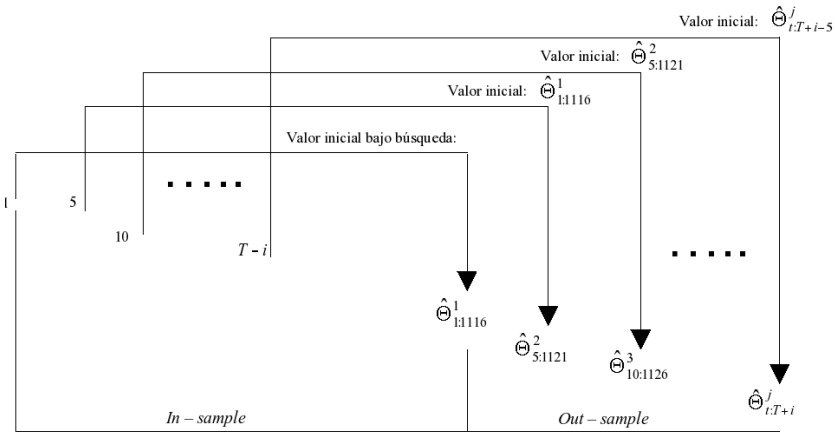 Valor inicial: Θ̂ʲ_{t:T+i−5}
Valor inicial: Θ̂²_{5:1121}
Valor inicial: Θ̂¹_{1:1116}
Valor inicial bajo búsqueda:
1
5
10
T − i
Θ̂¹_{1:1116}
Θ̂²_{5:1121}
Θ̂³_{10:1126}
Θ̂ʲ_{t:T+i}
In – sample
Out – sample